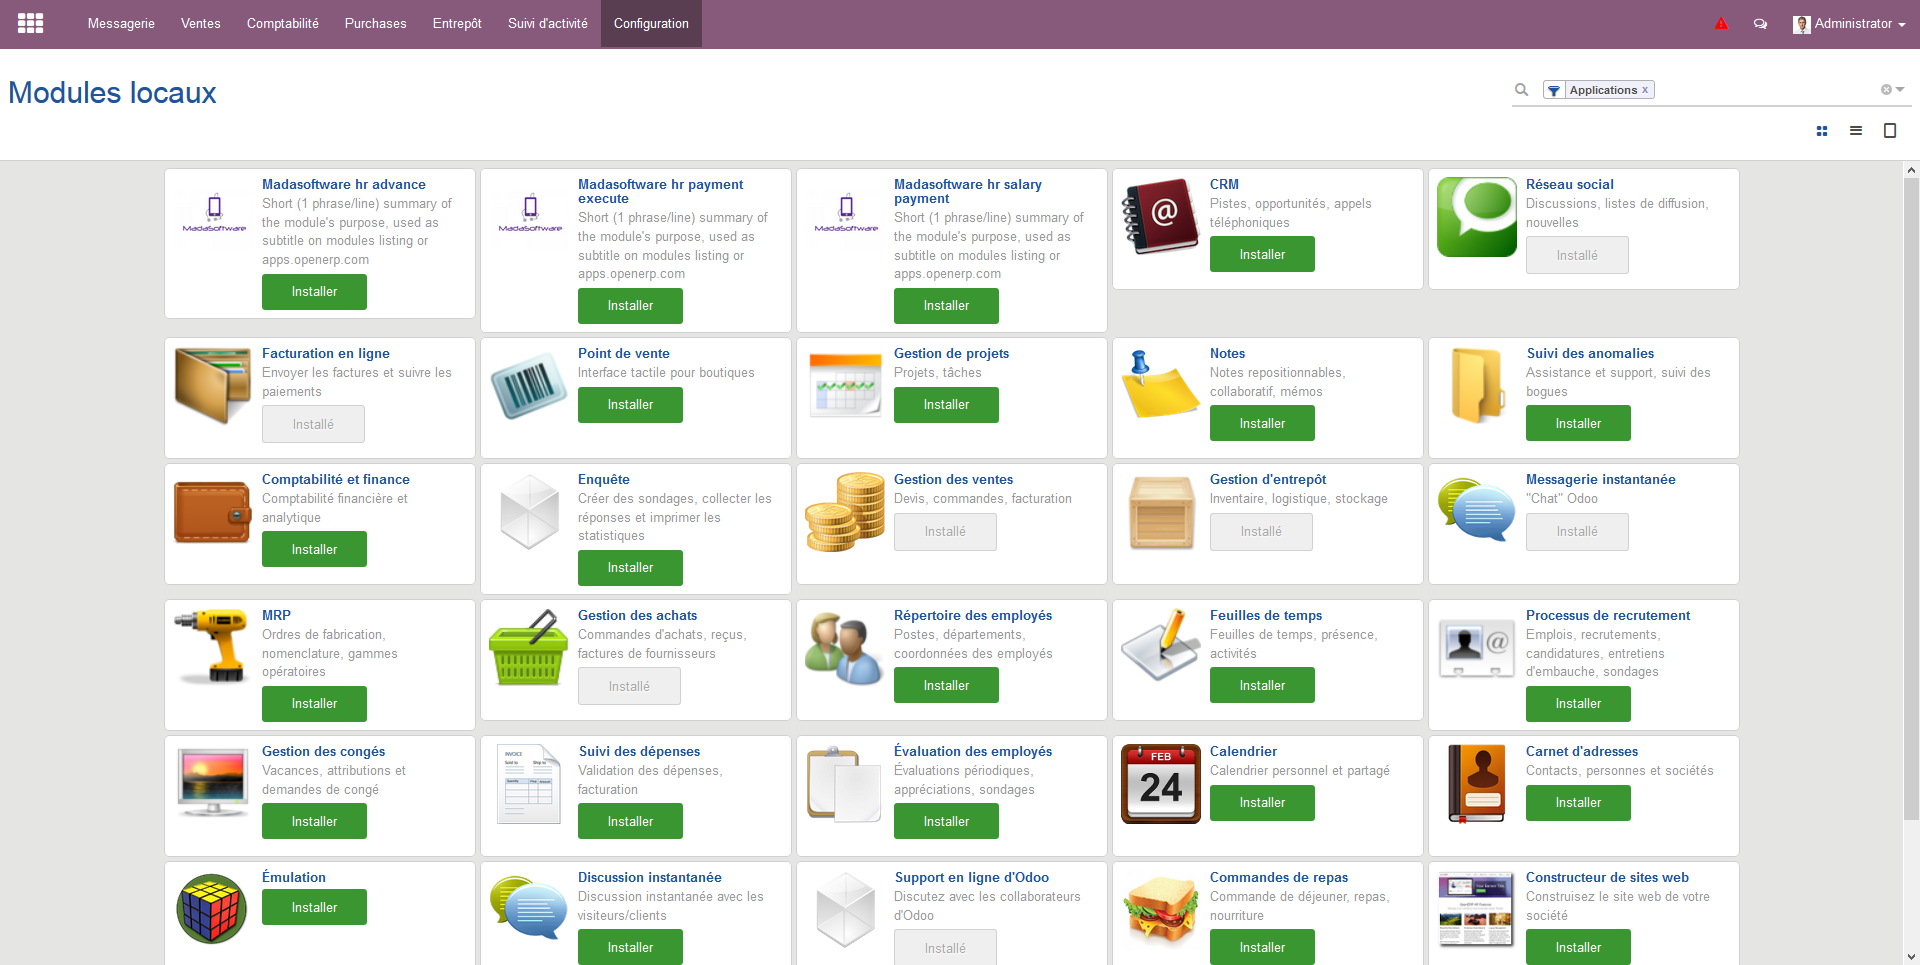 Messagerie Ventes Comptabilité Purchases Entrepôt Suivi d'activité Configuration Administrator
Modules locaux
Applications x
Madasoftware hr advance
Short (1 phrase/line) summary of
the module's purpose, used as
subtitle on modules listing or
apps.openerp.com
Installer
MadaSoftware
Madasoftware hr payment
execute
Short (1 phrase/line) summary of
the module's purpose, used as
subtitle on modules listing or
apps.openerp.com
Installer
MadaSoftware
Madasoftware hr salary
payment
Short (1 phrase/line) summary of
the module's purpose, used as
subtitle on modules listing or
apps.openerp.com
Installer
MadaSoftware
CRM
Pistes, opportunités, appels
téléphoniques
Installer
@
Réseau social
Discussions, listes de diffusion,
nouvelles
Installé
Facturation en ligne
Envoyer les factures et suivre les
paiements
Installé
Point de vente
Interface tactile pour boutiques
Installer
Gestion de projets
Projets, tâches
Installer
Notes
Notes repositionnables,
collaboratif, mémos
Installer
Suivi des anomalies
Assistance et support, suivi des
bogues
Installer
Comptabilité et finance
Comptabilité financière et
analytique
Installer
Enquête
Créer des sondages, collecter les
réponses et imprimer les
statistiques
Installer
Gestion des ventes
Devis, commandes, facturation
Installé
Gestion d'entrepôt
Inventaire, logistique, stockage
Installé
Messagerie instantanée
"Chat" Odoo
Installé
MRP
Ordres de fabrication,
nomenclature, gammes
opératoires
Installer
Gestion des achats
Commandes d'achats, reçus,
factures de fournisseurs
Installé
Répertoire des employés
Postes, départements,
coordonnées des employés
Installer
Feuilles de temps
Feuilles de temps, présence,
activités
Installer
Processus de recrutement
Emplois, recrutements,
candidatures, entretiens
d'embauche, sondages
Installer
@
Gestion des congés
Vacances, attributions et
demandes de congé
Installer
Suivi des dépenses
Validation des dépenses,
facturation
Installer
INVOICE
Sold to Ship to
Évaluation des employés
Évaluations périodiques,
appréciations, sondages
Installer
Calendrier
Calendrier personnel et partagé
Installer
FEB
24
Carnet d'adresses
Contacts, personnes et sociétés
Installer
Émulation
Installer
Discussion instantanée
Discussion instantanée avec les
visiteurs/clients
Installer
Support en ligne d'Odoo
Discutez avec les collaborateurs
d'Odoo
Installé
Commandes de repas
Commande de déjeuner, repas,
nourriture
Installer
Constructeur de sites web
Construisez le site web de votre
société
Installer